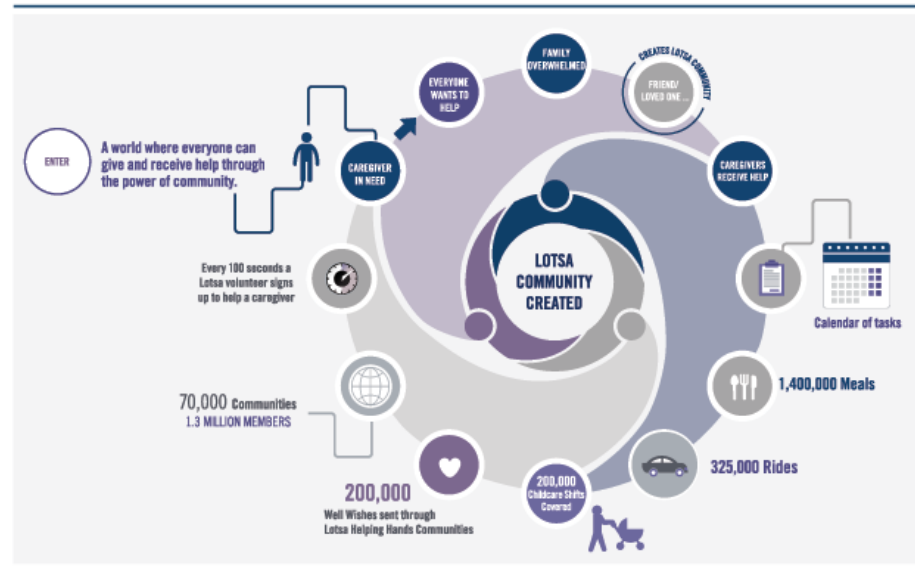 ENTER
A world where everyone can
give and receive help through
the power of community.
CAREGIVER
IN NEED
EVERYONE
WANTS TO
HELP
FAMILY
OVERWHELMED
CREATES LOTSA COMMUNITY
FRIEND/
LOVED ONE ...
CAREGIVERS
RECEIVE HELP
Calendar of tasks
1,400,000 Meals
325,000 Rides
200,000
Childcare Shifts
Covered
200,000
Well Wishes sent through
Lotsa Helping Hands Communities
70,000 Communities
1.3 MILLION MEMBERS
Every 100 seconds a
Lotsa volunteer signs
up to help a caregiver
LOTSA
COMMUNITY
CREATED